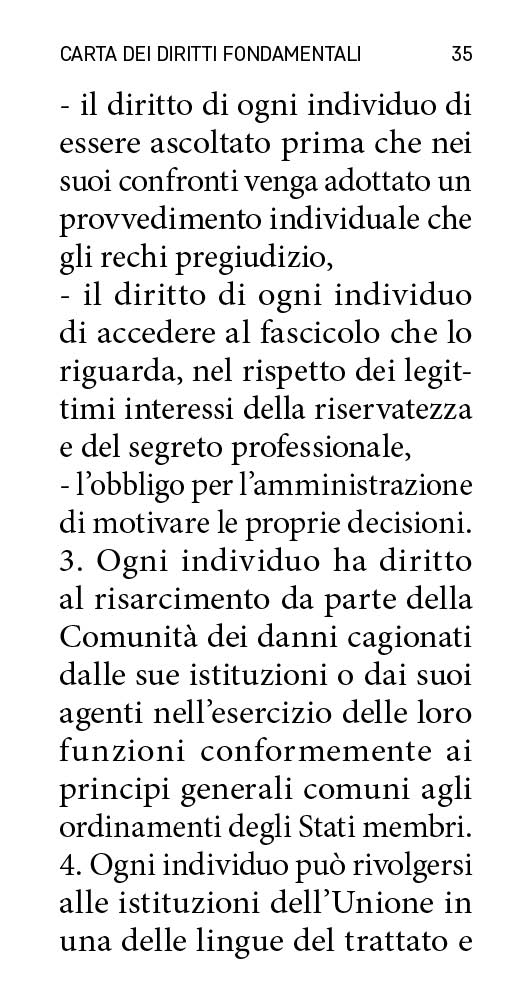 CARTA DEI DIRITTI FONDAMENTALI 35
- il diritto di ogni individuo di
essere ascoltato prima che nei
suoi confronti venga adottato un
provvedimento individuale che
gli rechi pregiudizio,
- il diritto di ogni individuo
di accedere al fascicolo che lo
riguarda, nel rispetto dei legit-
timi interessi della riservatezza
e del segreto professionale,
- l’obbligo per l’amministrazione
di motivare le proprie decisioni.
3. Ogni individuo ha diritto
al risarcimento da parte della
Comunità dei danni cagionati
dalle sue istituzioni o dai suoi
agenti nell’esercizio delle loro
funzioni conformemente ai
principi generali comuni agli
ordinamenti degli Stati membri.
4. Ogni individuo può rivolgersi
alle istituzioni dell’Unione in
una delle lingue del trattato e